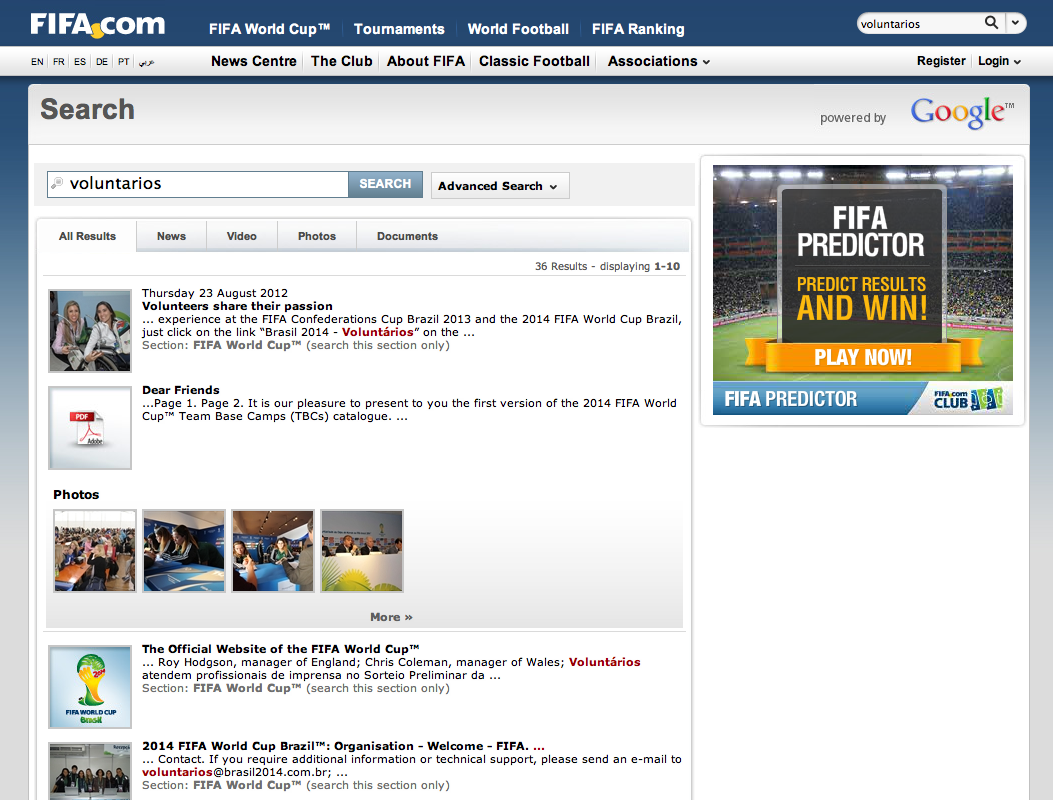 FIFA.com
FIFA World Cup™ Tournaments World Football FIFA Ranking
voluntarios
EN FR ES DE PT عربي
News Centre The Club About FIFA Classic Football Associations
Register Login
Search
powered by Google™
voluntarios SEARCH Advanced Search
All Results News Video Photos Documents
36 Results - displaying 1-10
Thursday 23 August 2012
Volunteers share their passion
... experience at the FIFA Confederations Cup Brazil 2013 and the 2014 FIFA World Cup Brazil,
just click on the link “Brasil 2014 - Voluntários” on the ...
Section: FIFA World Cup™ (search this section only)
PDF
Adobe
Dear Friends
...Page 1. Page 2. It is our pleasure to present to you the first version of the 2014 FIFA World
Cup™ Team Base Camps (TBCs) catalogue. ...
Photos
More »
FIFA WORLD CUP
Brasil
The Official Website of the FIFA World Cup™
... Roy Hodgson, manager of England; Chris Coleman, manager of Wales; Voluntários
atendem profissionais de imprensa no Sorteio Preliminar da ...
Section: FIFA World Cup™ (search this section only)
2014 FIFA World Cup Brazil™: Organisation - Welcome - FIFA. ...
... Contact. If you require additional information or technical support, please send an e-mail to
voluntarios@brasil2014.com.br; ...
Section: FIFA World Cup™ (search this section only)
FIFA
PREDICTOR
PREDICT RESULTS
AND WIN!
PLAY NOW!
FIFA PREDICTOR
FIFA.com
CLUB